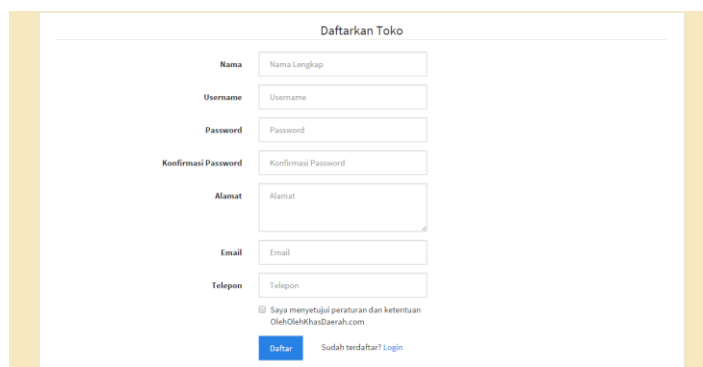 Daftarkan Toko
Nama Nama Lengkap
Username Username
Password Password
Konfirmasi Password Konfirmasi Password
Alamat Alamat
Email Email
Telepon Telepon
Saya menyetujui peraturan dan ketentuan
OlehOlehKhasDaerah.com
Daftar Sudah terdaftar? Login